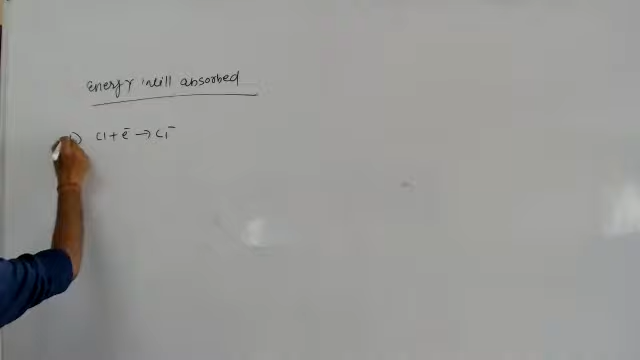 Energy will absorbed
Cl + e⁻ → Cl⁻